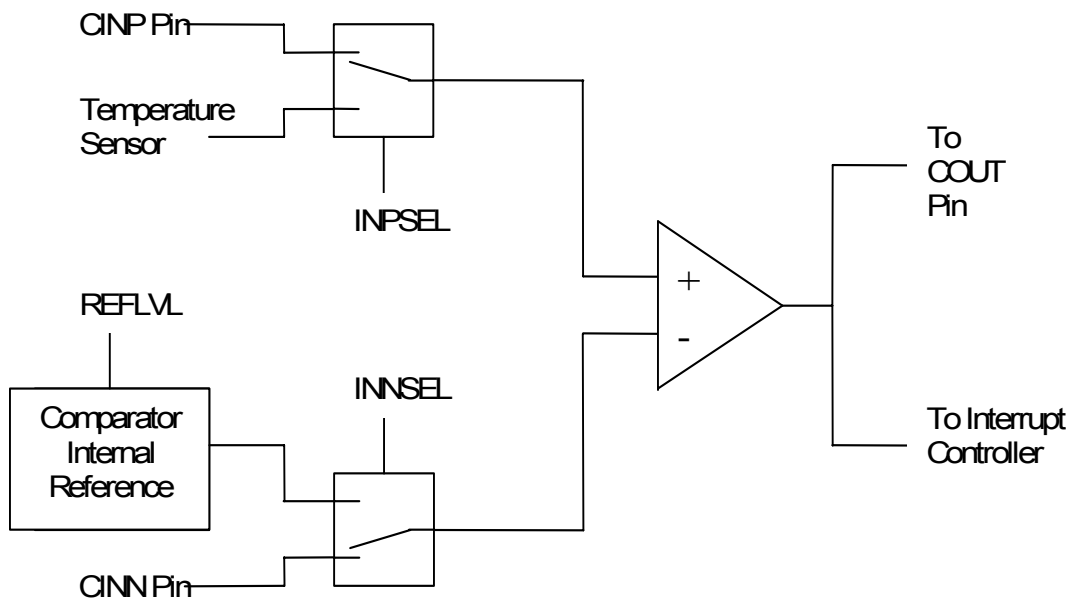 CINP Pin
Temperature
Sensor
INPSEL
To
COUT
Pin
+
-
REFLVL
INNSEL
Comparator
Internal
Reference
To Interrupt
Controller
CINN Pin